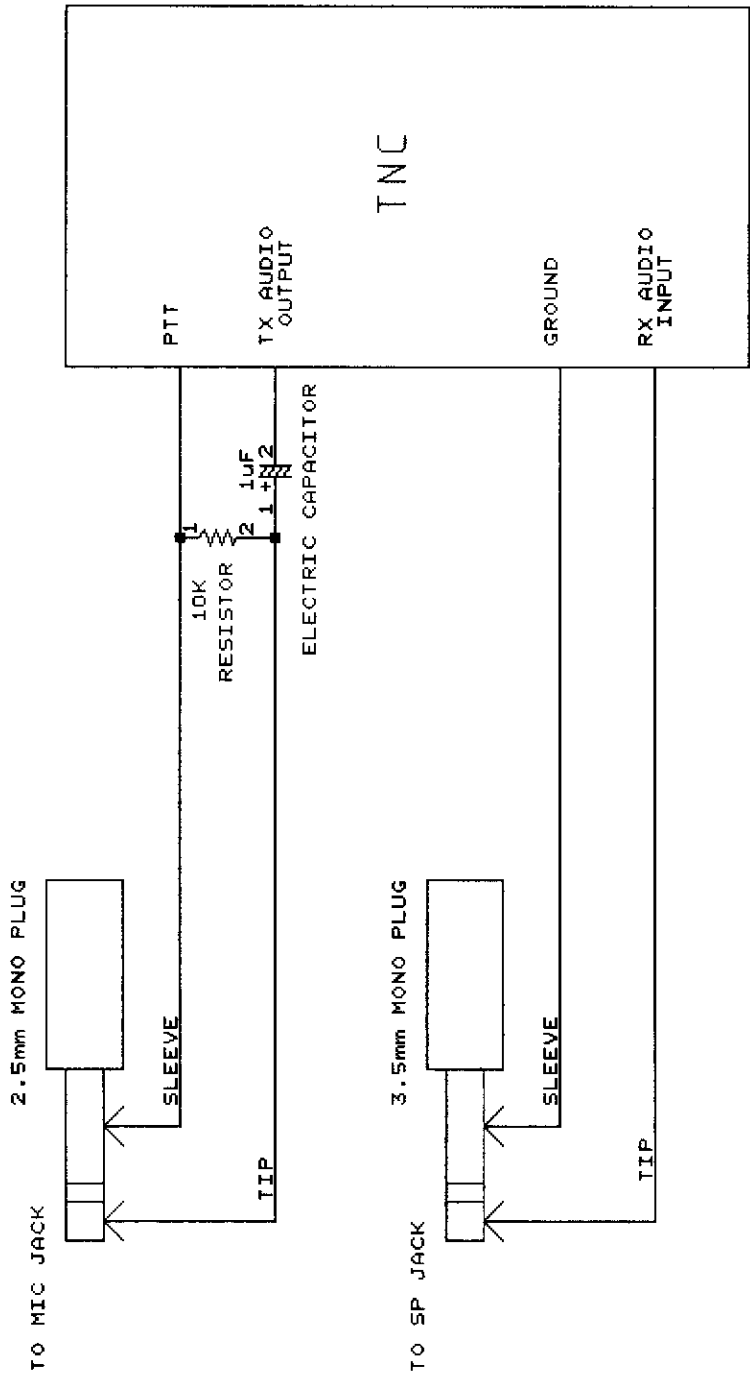 TO MIC JACK
2.5mm MONO PLUG
SLEEVE
TIP
10K
RESISTOR
1
2
1uF
1 + 2
ELECTRIC CAPACITOR
PTT
TX AUDIO
OUTPUT
TNC
TO SP JACK
3.5mm MONO PLUG
SLEEVE
TIP
GROUND
RX AUDIO
INPUT